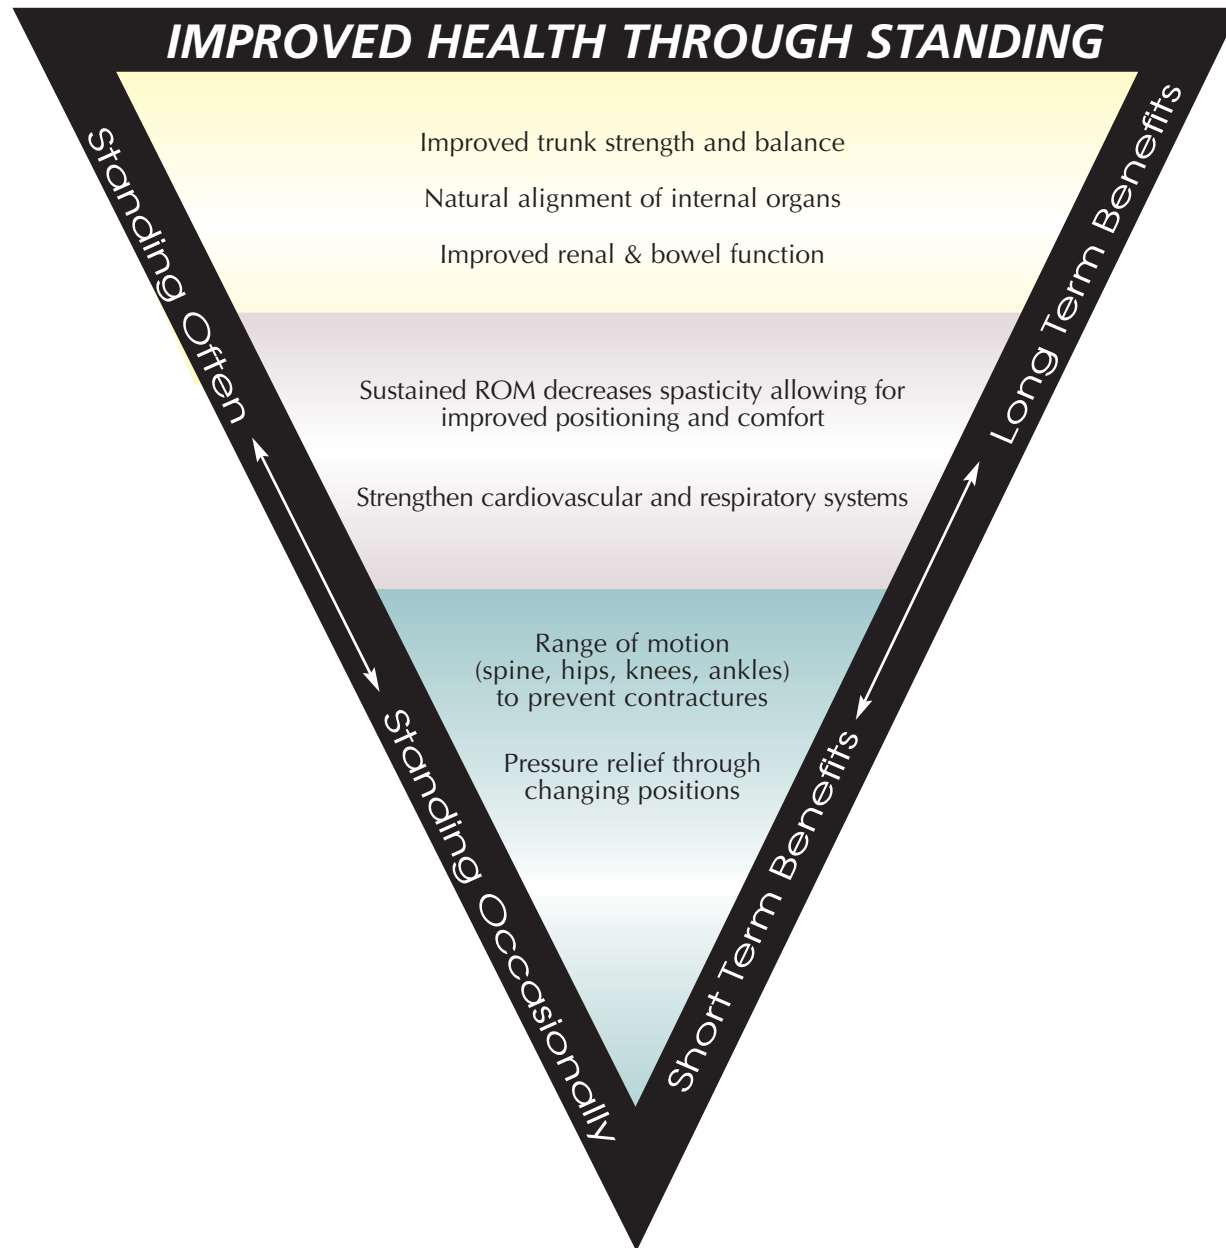 IMPROVED HEALTH THROUGH STANDING
Improved trunk strength and balance
Natural alignment of internal organs
Improved renal & bowel function
Sustained ROM decreases spasticity allowing for
improved positioning and comfort
Strengthen cardiovascular and respiratory systems
Range of motion
(spine, hips, knees, ankles)
to prevent contractures
Pressure relief through
changing positions
Standing Often
Standing Occasionally
Long Term Benefits
Short Term Benefits